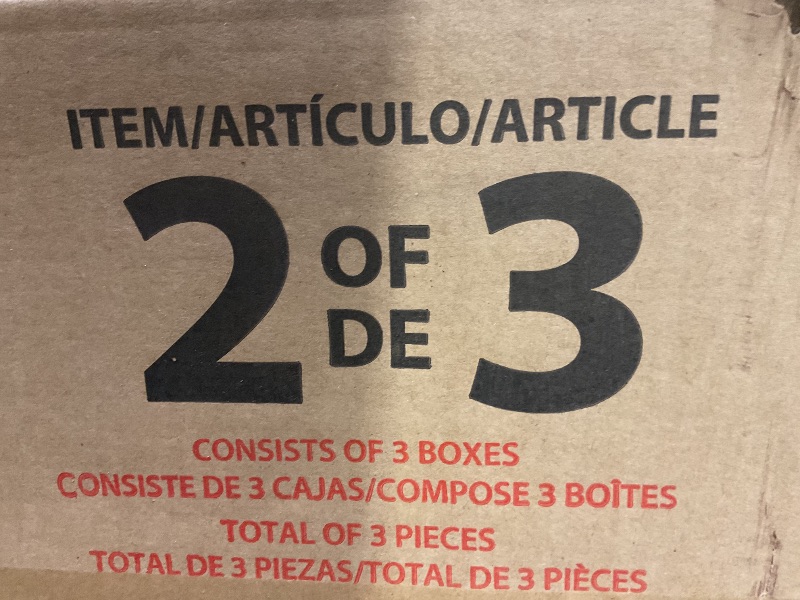 ITEM/ARTÍCULO/ARTICLE
2 OF DE 3
CONSISTS OF 3 BOXES
CONSISTE DE 3 CAJAS/COMPOSE 3 BOÎTES
TOTAL OF 3 PIECES
TOTAL DE 3 PIEZAS/TOTAL DE 3 PIÈCES